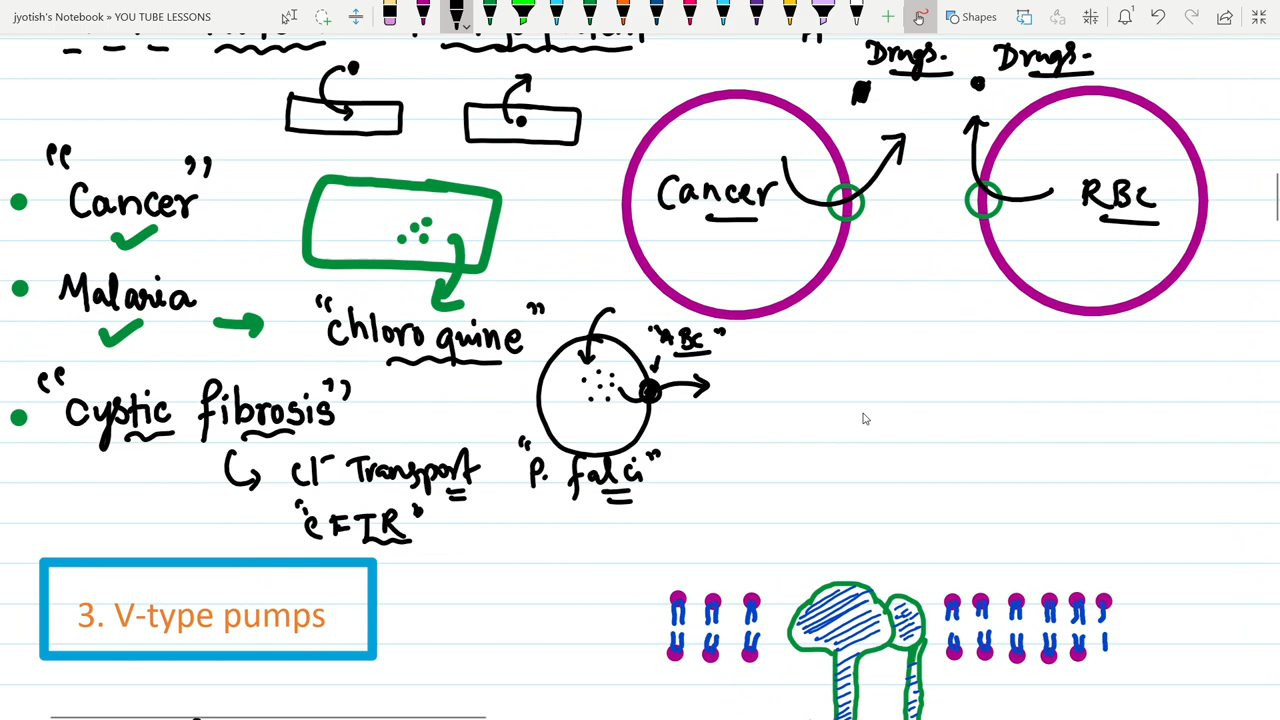 jyotish's Notebook » YOU TUBE LESSONS
Shapes
Drugs-
Drugs-
"Cancer"
Cancer
RBc
Malaria
"chloroquine"
"ABc"
"Cystic fibrosis"
cl⁻ Transport
"P. falci"
"CFTR"
3. V-type pumps